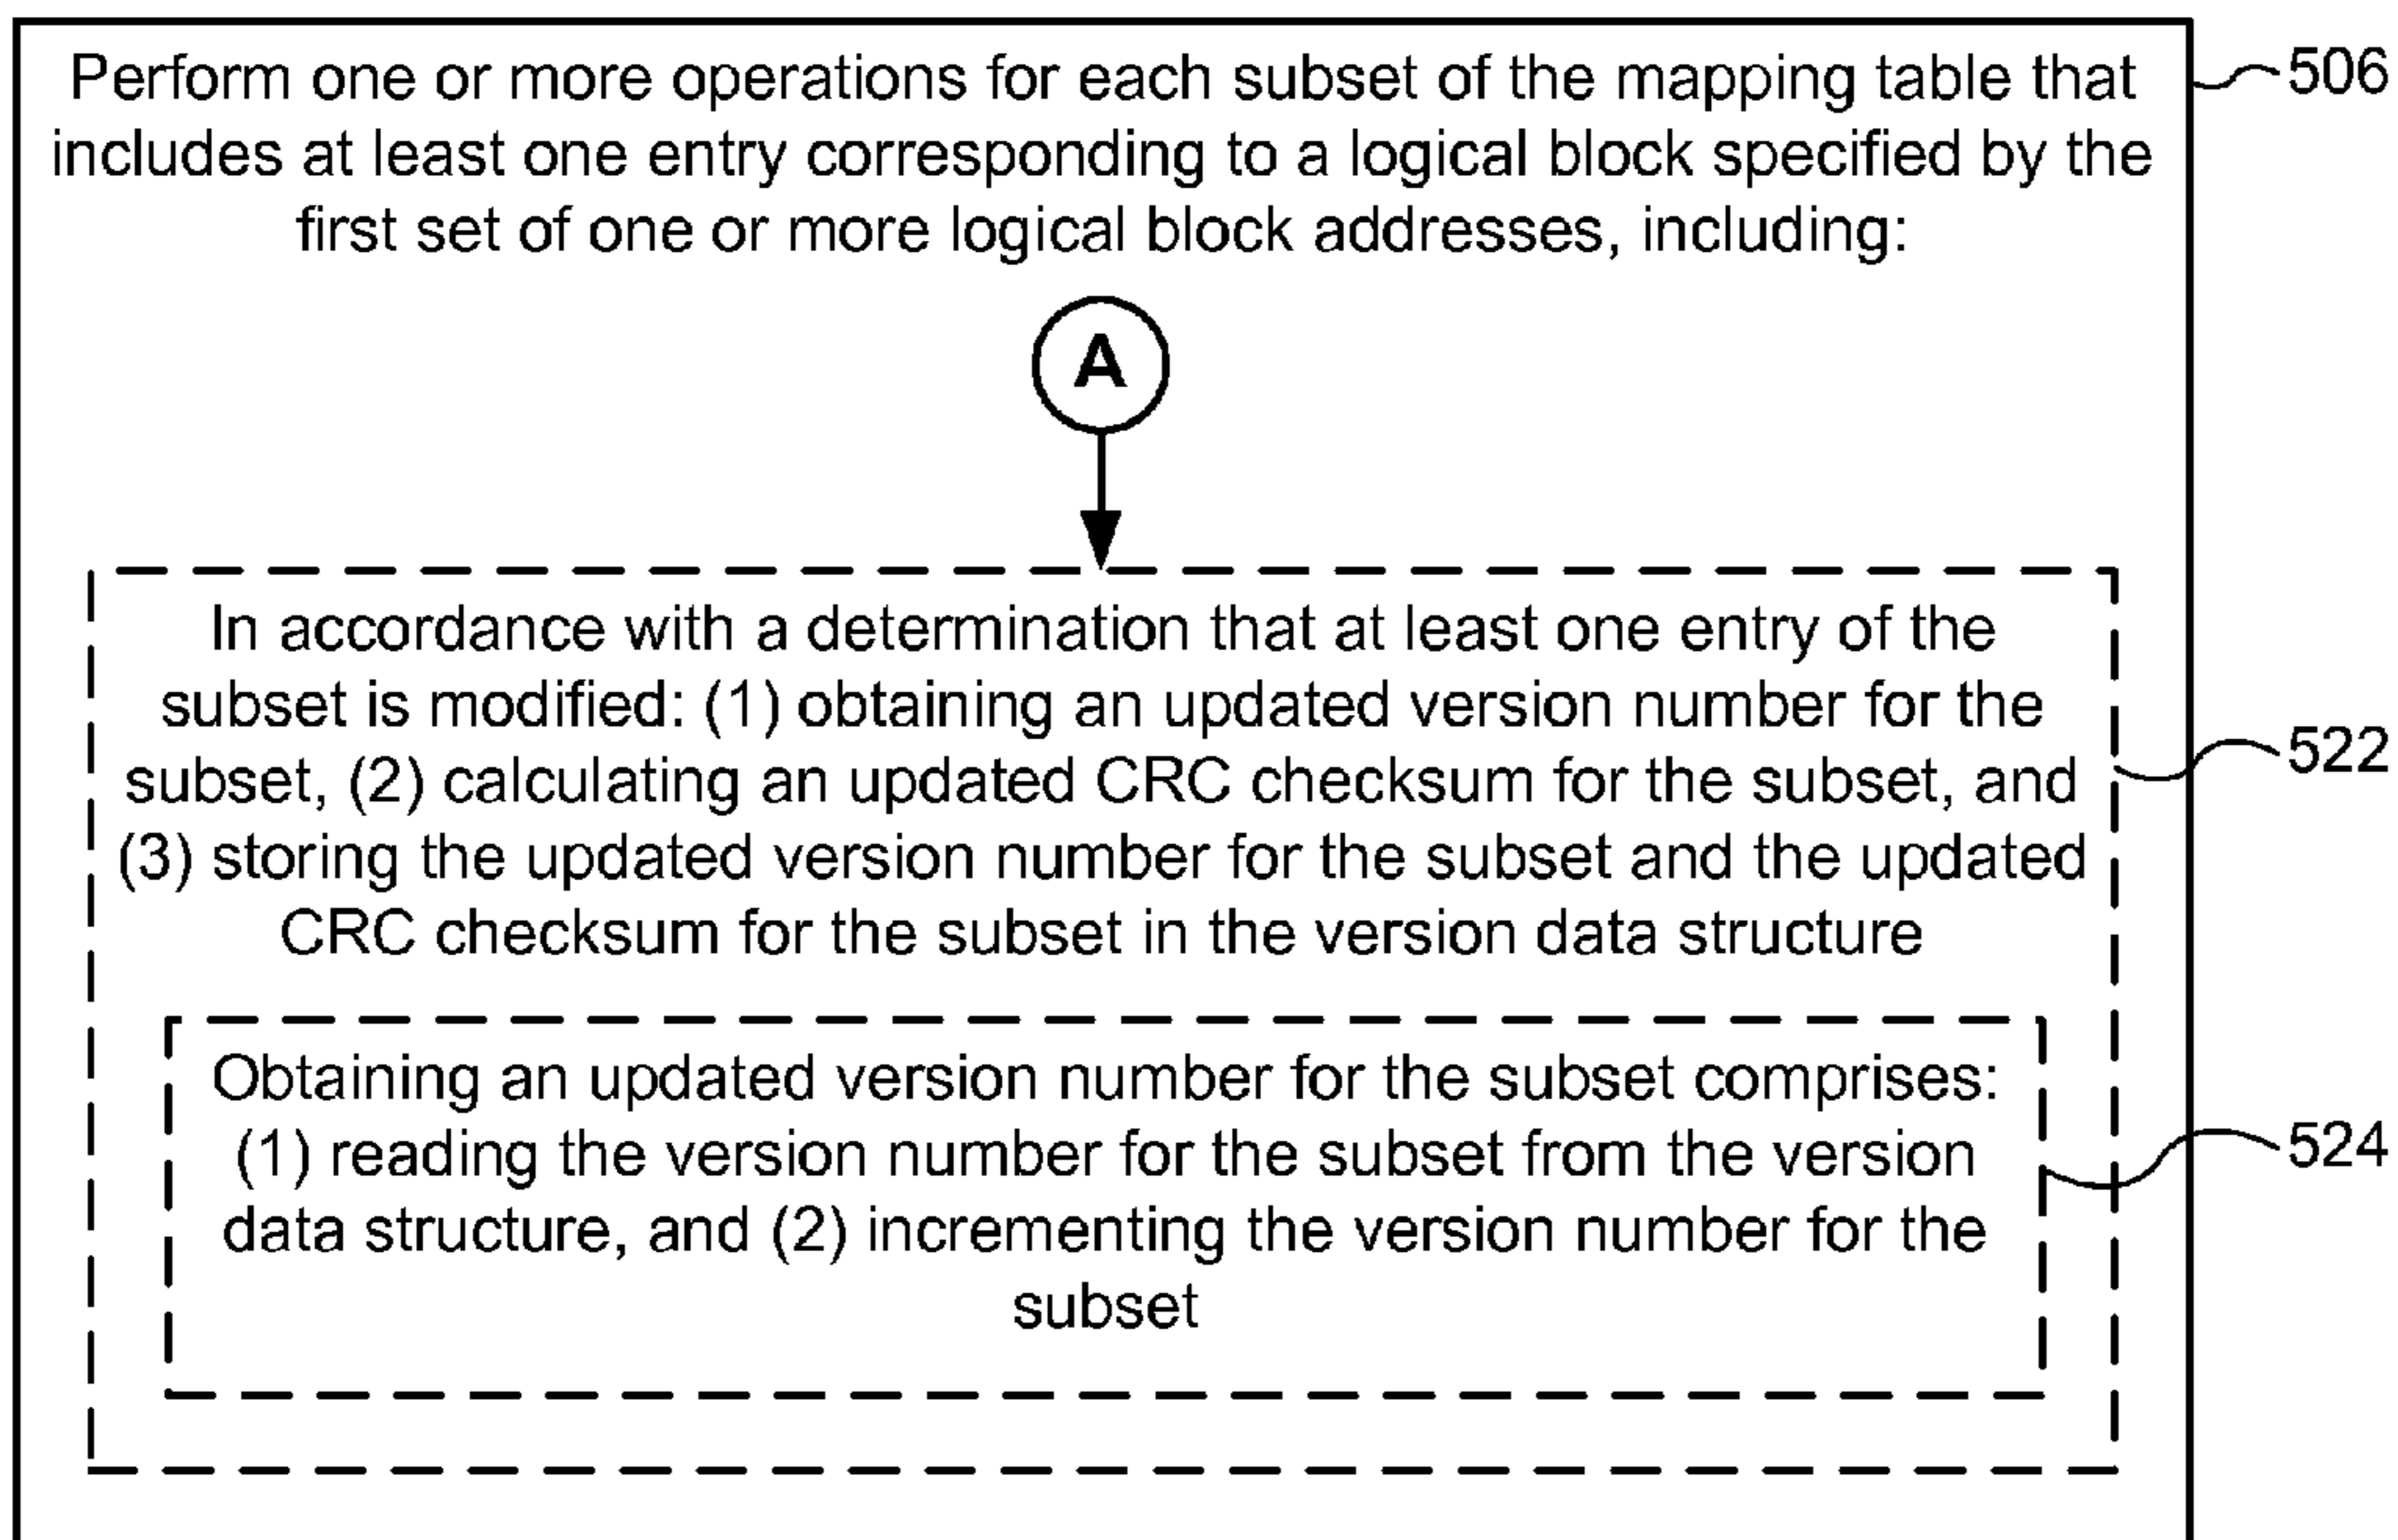 Perform one or more operations for each subset of the mapping table that
includes at least one entry corresponding to a logical block specified by the
first set of one or more logical block addresses, including:
506
A
In accordance with a determination that at least one entry of the
subset is modified: (1) obtaining an updated version number for the
subset, (2) calculating an updated CRC checksum for the subset, and
(3) storing the updated version number for the subset and the updated
CRC checksum for the subset in the version data structure
522
Obtaining an updated version number for the subset comprises:
(1) reading the version number for the subset from the version
data structure, and (2) incrementing the version number for the
subset
524